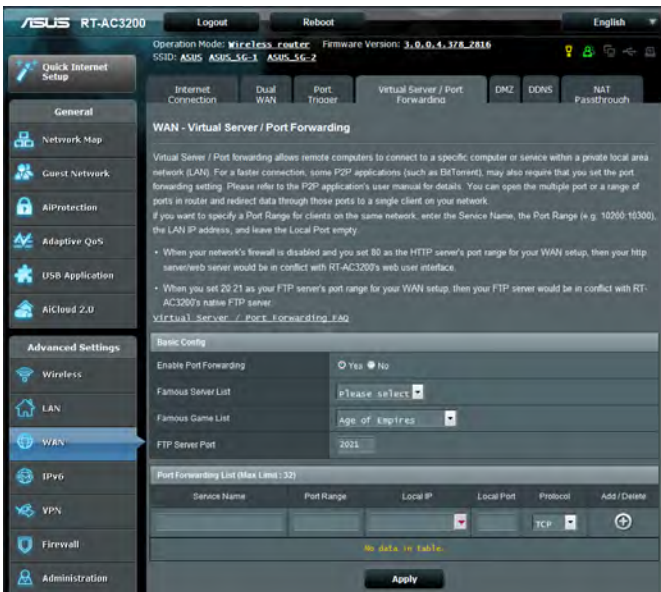 ASUS RT-AC3200 Logout Reboot English
Operation Mode: Wireless router Firmware Version: 3.0.0.4.378_2816
SSID: ASUS ASUS_5G-1 ASUS_5G-2
Quick Internet
Setup
General
Network Map
Guest Network
AiProtection
Adaptive QoS
USB Application
AiCloud 2.0
Advanced Settings
Wireless
LAN
WAN
IPv6
VPN
Firewall
Administration
Internet
Connection
Dual
WAN
Port
Trigger
Virtual Server / Port
Forwarding
DMZ
DDNS
NAT
Passthrough
WAN - Virtual Server / Port Forwarding
Virtual Server / Port forwarding allows remote computers to connect to a specific computer or service within a private local area
network (LAN). For a faster connection, some P2P applications (such as BitTorrent), may also require that you set the port
forwarding setting. Please refer to the P2P application's user manual for details. You can open the multiple port or a range of
ports in router and redirect data through those ports to a single client on your network.
If you want to specify a Port Range for clients on the same network, enter the Service Name, the Port Range (e.g. 10200:10300),
the LAN IP address, and leave the Local Port empty.
• When your network's firewall is disabled and you set 80 as the HTTP server's port range for your WAN setup, then your http
server/web server would be in conflict with RT-AC3200's web user interface.
• When you set 20:21 as your FTP server's port range for your WAN setup, then your FTP server would be in conflict with RT-
AC3200's native FTP server.
Virtual Server / Port Forwarding FAQ
Basic Config
Enable Port Forwarding Yes No
Famous Server List Please select
Famous Game List Age of Empires
FTP Server Port 2021
Port Forwarding List (Max Limit : 32)
Service Name Port Range Local IP Local Port Protocol Add / Delete
TCP
No data in table.
Apply